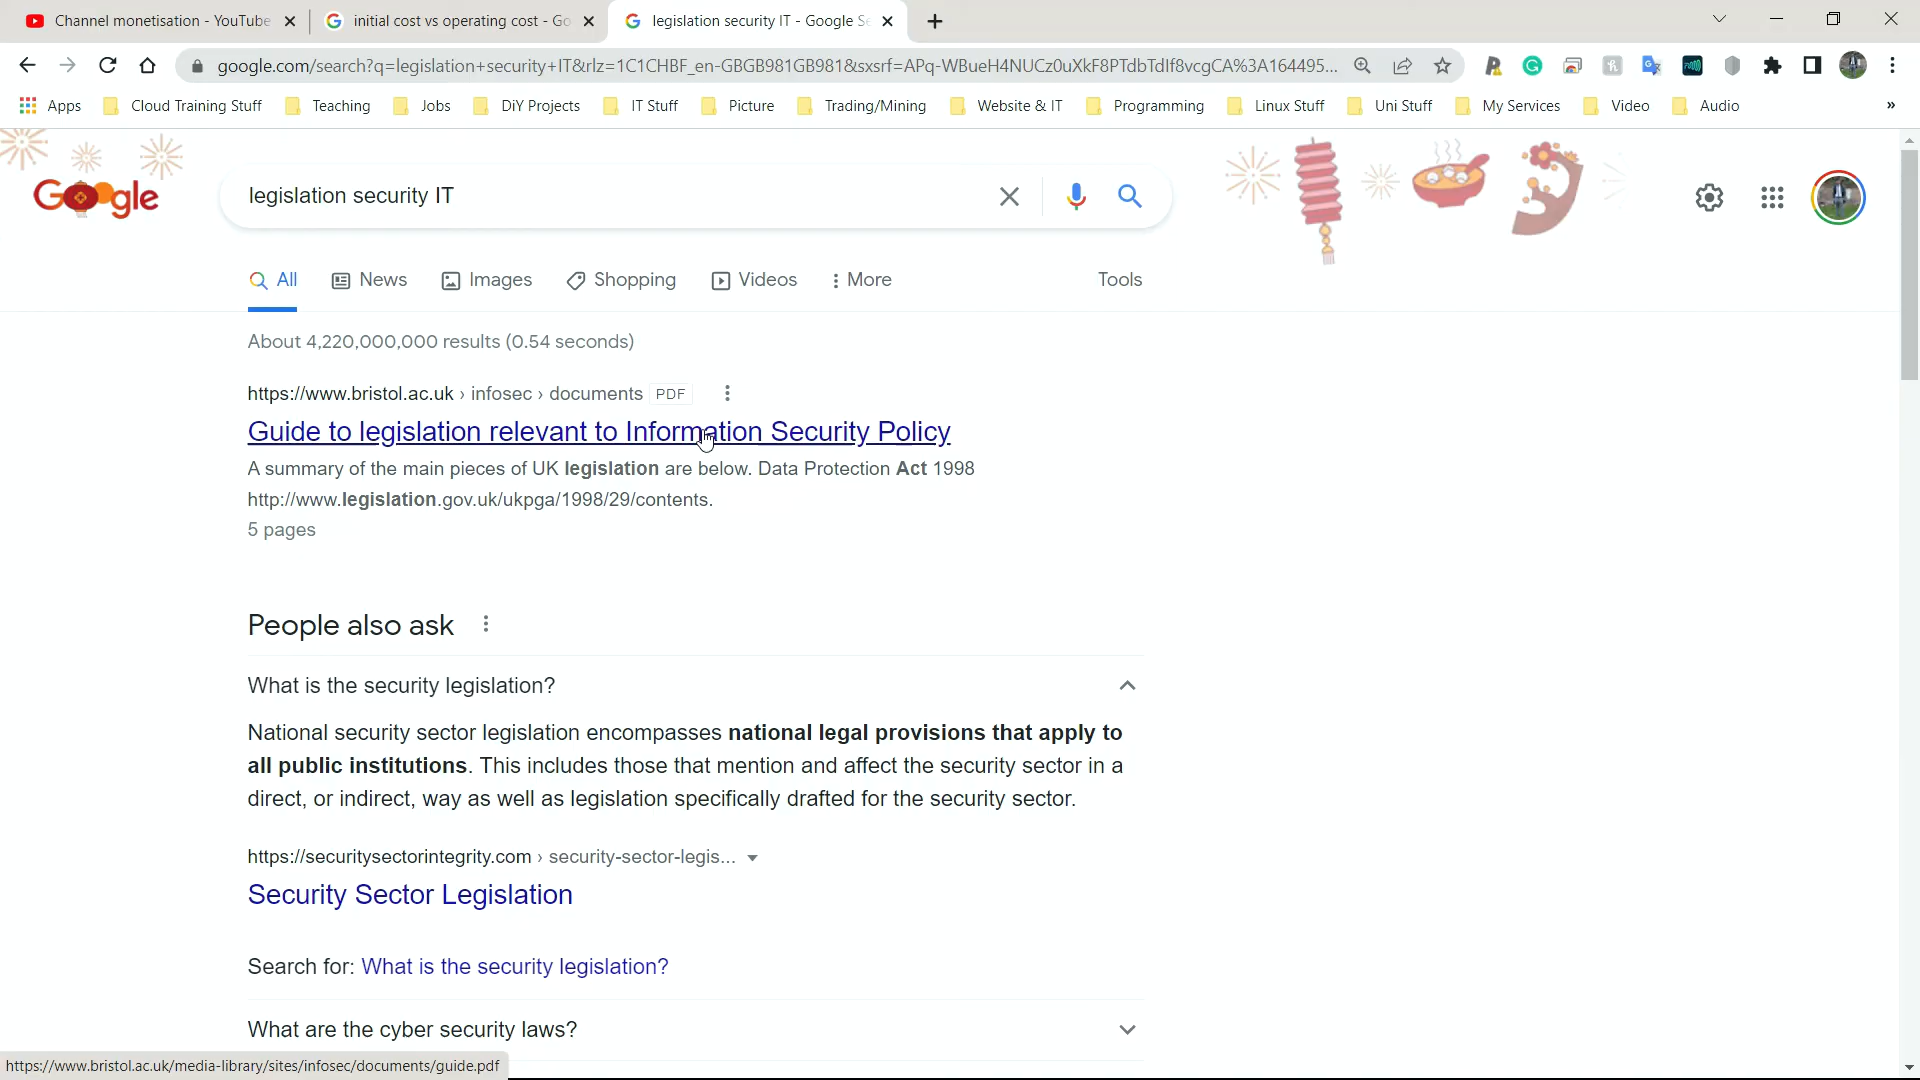 Channel monetisation - YouTube
initial cost vs operating cost - Go
legislation security IT - Google Se
google.com/search?q=legislation+security+IT&rlz=1C1CHBF_en-GBGB981GB981&sxsrf=APq-WBueH4NUCz0uXkF8PTdbTdIf8vcgCA%3A164495...
Apps Cloud Training Stuff Teaching Jobs DiY Projects IT Stuff Picture Trading/Mining Website & IT Programming Linux Stuff Uni Stuff My Services Video Audio »
Google
legislation security IT
All News Images Shopping Videos More Tools
About 4,220,000,000 results (0.54 seconds)
https://www.bristol.ac.uk › infosec › documents PDF
Guide to legislation relevant to Information Security Policy
A summary of the main pieces of UK legislation are below. Data Protection Act 1998
http://www.legislation.gov.uk/ukpga/1998/29/contents.
5 pages
People also ask
What is the security legislation?
National security sector legislation encompasses national legal provisions that apply to
all public institutions. This includes those that mention and affect the security sector in a
direct, or indirect, way as well as legislation specifically drafted for the security sector.
https://securitysectorintegrity.com › security-sector-legis...
Security Sector Legislation
Search for: What is the security legislation?
What are the cyber security laws?
https://www.bristol.ac.uk/media-library/sites/infosec/documents/guide.pdf